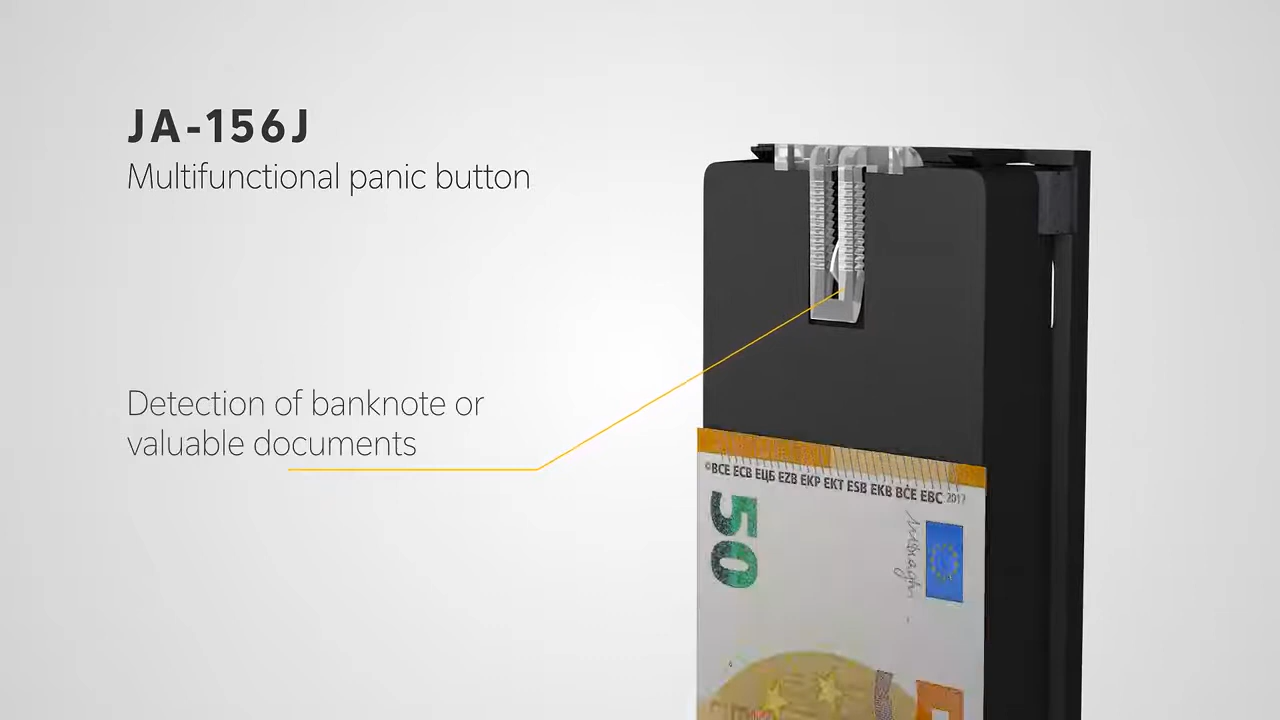 JA-156J
Multifunctional panic button
Detection of banknote or
valuable documents
©BCE ECB ЕЦБ EZB EKP EKT ESB EKB BĊE EBC 2017
50